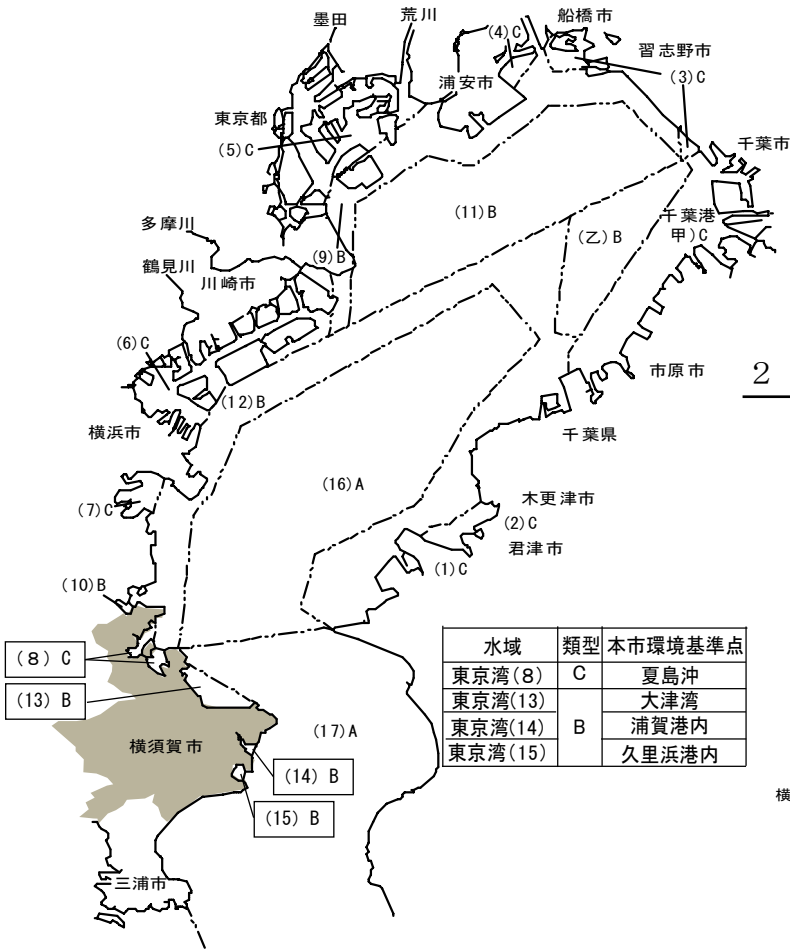 船橋市
荒川
墨田
(4)C
習志野市
浦安市
(3)C
東京都
(5)C
千葉市
(11)B
千葉港
甲)C
多摩川
(乙)B
(9)B
鶴見川
川崎市
(6)C
市原市
2
(12)B
横浜市
千葉県
(16)A
木更津市
(7)C
(2)C
君津市
(1)C
(10)B
(8) C
(13) B
(17)A
横須賀市
(14) B
(15) B
三浦市
水域 類型 本市環境基準点
東京湾(8) C 夏島沖
東京湾(13) 大津湾
東京湾(14) B 浦賀港内
東京湾(15) 久里浜港内
横